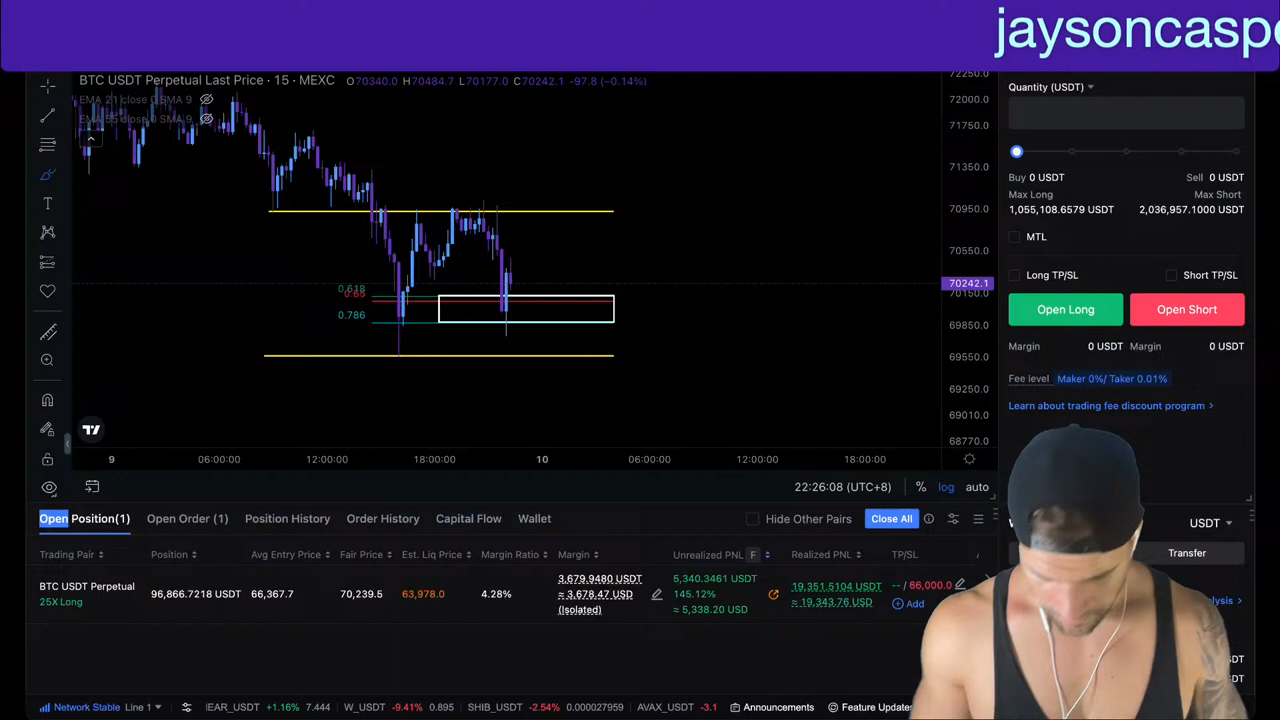 jaysoncaspe
BTC USDT Perpetual Last Price · 15 · MEXC O70340.0 H70484.7 L70177.0 C70242.1 -97.8 (-0.14%)
EMA 21 close 0 SMA 9
EMA 55 close 0 SMA 9
72250.0
72000.0
71750.0
71350.0
70950.0
70550.0
70242.1
70150.0
69850.0
69550.0
69250.0
69010.0
68770.0
0.618
0.65
0.786
9 06:00:00 12:00:00 18:00:00 10 06:00:00 12:00:00 18:00:00
22:26:08 (UTC+8) % log auto
Quantity (USDT)
Buy 0 USDT Sell 0 USDT
Max Long Max Short
1,055,108.6579 USDT 2,036,957.1000 USDT
MTL
Long TP/SL Short TP/SL
Open Long Open Short
Margin 0 USDT Margin 0 USDT
Fee level Maker 0%/ Taker 0.01%
Learn about trading fee discount program >
USDT
Transfer
alysis >
DT
DT
Open Position(1) Open Order (1) Position History Order History Capital Flow Wallet Hide Other Pairs Close All
Trading Pair Position Avg Entry Price Fair Price Est. Liq Price Margin Ratio Margin Unrealized PNL F Realized PNL TP/SL
BTC USDT Perpetual
25X Long
96,866.7218 USDT 66,367.7 70,239.5 63,978.0 4.28%
3,679.9480 USDT
≈ 3,678.47 USD
(Isolated)
5,340.3461 USDT
145.12%
≈ 5,338.20 USD
19,351.5104 USDT
≈ 19,343.76 USD
-- / 66,000.0
Add
Network Stable Line 1 EAR_USDT +1.16% 7.444 W_USDT -9.41% 0.895 SHIB_USDT -2.54% 0.000027959 AVAX_USDT -3.1 Announcements Feature Updates